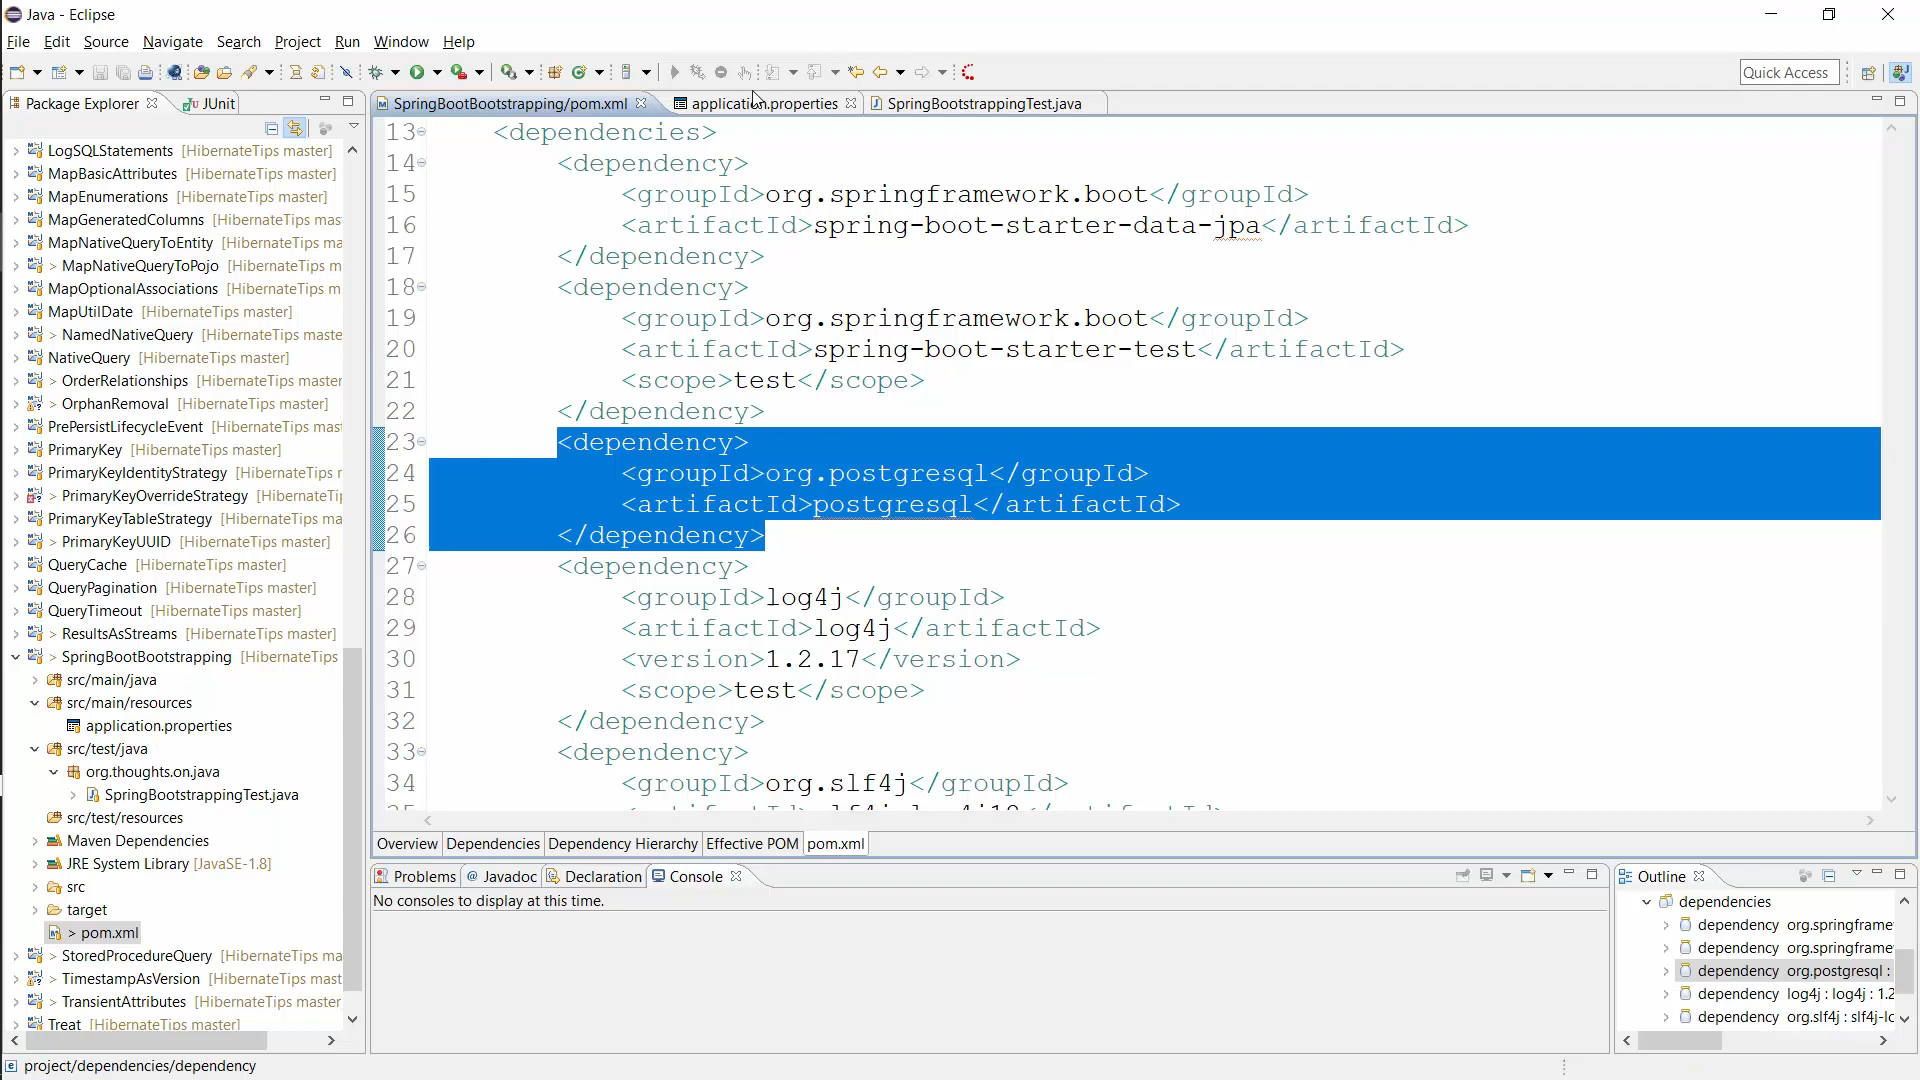 Java - Eclipse
File Edit Source Navigate Search Project Run Window Help
Quick Access
Package Explorer
JUnit
SpringBootBootstrapping/pom.xml
application.properties
SpringBootstrappingTest.java
LogSQLStatements [HibernateTips master]
MapBasicAttributes [HibernateTips master]
MapEnumerations [HibernateTips master]
MapGeneratedColumns [HibernateTips mas
MapNativeQueryToEntity [HibernateTips ma
> MapNativeQueryToPojo [HibernateTips m
MapOptionalAssociations [HibernateTips m
MapUtilDate [HibernateTips master]
> NamedNativeQuery [HibernateTips maste
NativeQuery [HibernateTips master]
> OrderRelationships [HibernateTips master
> OrphanRemoval [HibernateTips master]
PrePersistLifecycleEvent [HibernateTips mas
PrimaryKey [HibernateTips master]
PrimaryKeyIdentityStrategy [HibernateTips r
> PrimaryKeyOverrideStrategy [HibernateTi
PrimaryKeyTableStrategy [HibernateTips mas
> PrimaryKeyUUID [HibernateTips master]
QueryCache [HibernateTips master]
QueryPagination [HibernateTips master]
QueryTimeout [HibernateTips master]
> ResultsAsStreams [HibernateTips master]
> SpringBootBootstrapping [HibernateTips
src/main/java
src/main/resources
application.properties
src/test/java
org.thoughts.on.java
SpringBootstrappingTest.java
src/test/resources
Maven Dependencies
JRE System Library [JavaSE-1.8]
src
target
> pom.xml
> StoredProcedureQuery [HibernateTips ma
> TimestampAsVersion [HibernateTips mast
> TransientAttributes [HibernateTips master
Treat [HibernateTips master]
13 <dependencies>
14 <dependency>
15 <groupId>org.springframework.boot</groupId>
16 <artifactId>spring-boot-starter-data-jpa</artifactId>
17 </dependency>
18 <dependency>
19 <groupId>org.springframework.boot</groupId>
20 <artifactId>spring-boot-starter-test</artifactId>
21 <scope>test</scope>
22 </dependency>
23 <dependency>
24 <groupId>org.postgresql</groupId>
25 <artifactId>postgresql</artifactId>
26 </dependency>
27 <dependency>
28 <groupId>log4j</groupId>
29 <artifactId>log4j</artifactId>
30 <version>1.2.17</version>
31 <scope>test</scope>
32 </dependency>
33 <dependency>
34 <groupId>org.slf4j</groupId>
Overview Dependencies Dependency Hierarchy Effective POM pom.xml
Problems @ Javadoc Declaration Console
No consoles to display at this time.
Outline
dependencies
dependency org.springframe
dependency org.springframe
dependency org.postgresql :
dependency log4j : log4j : 1.2
dependency org.slf4j : slf4j-lo
project/dependencies/dependency